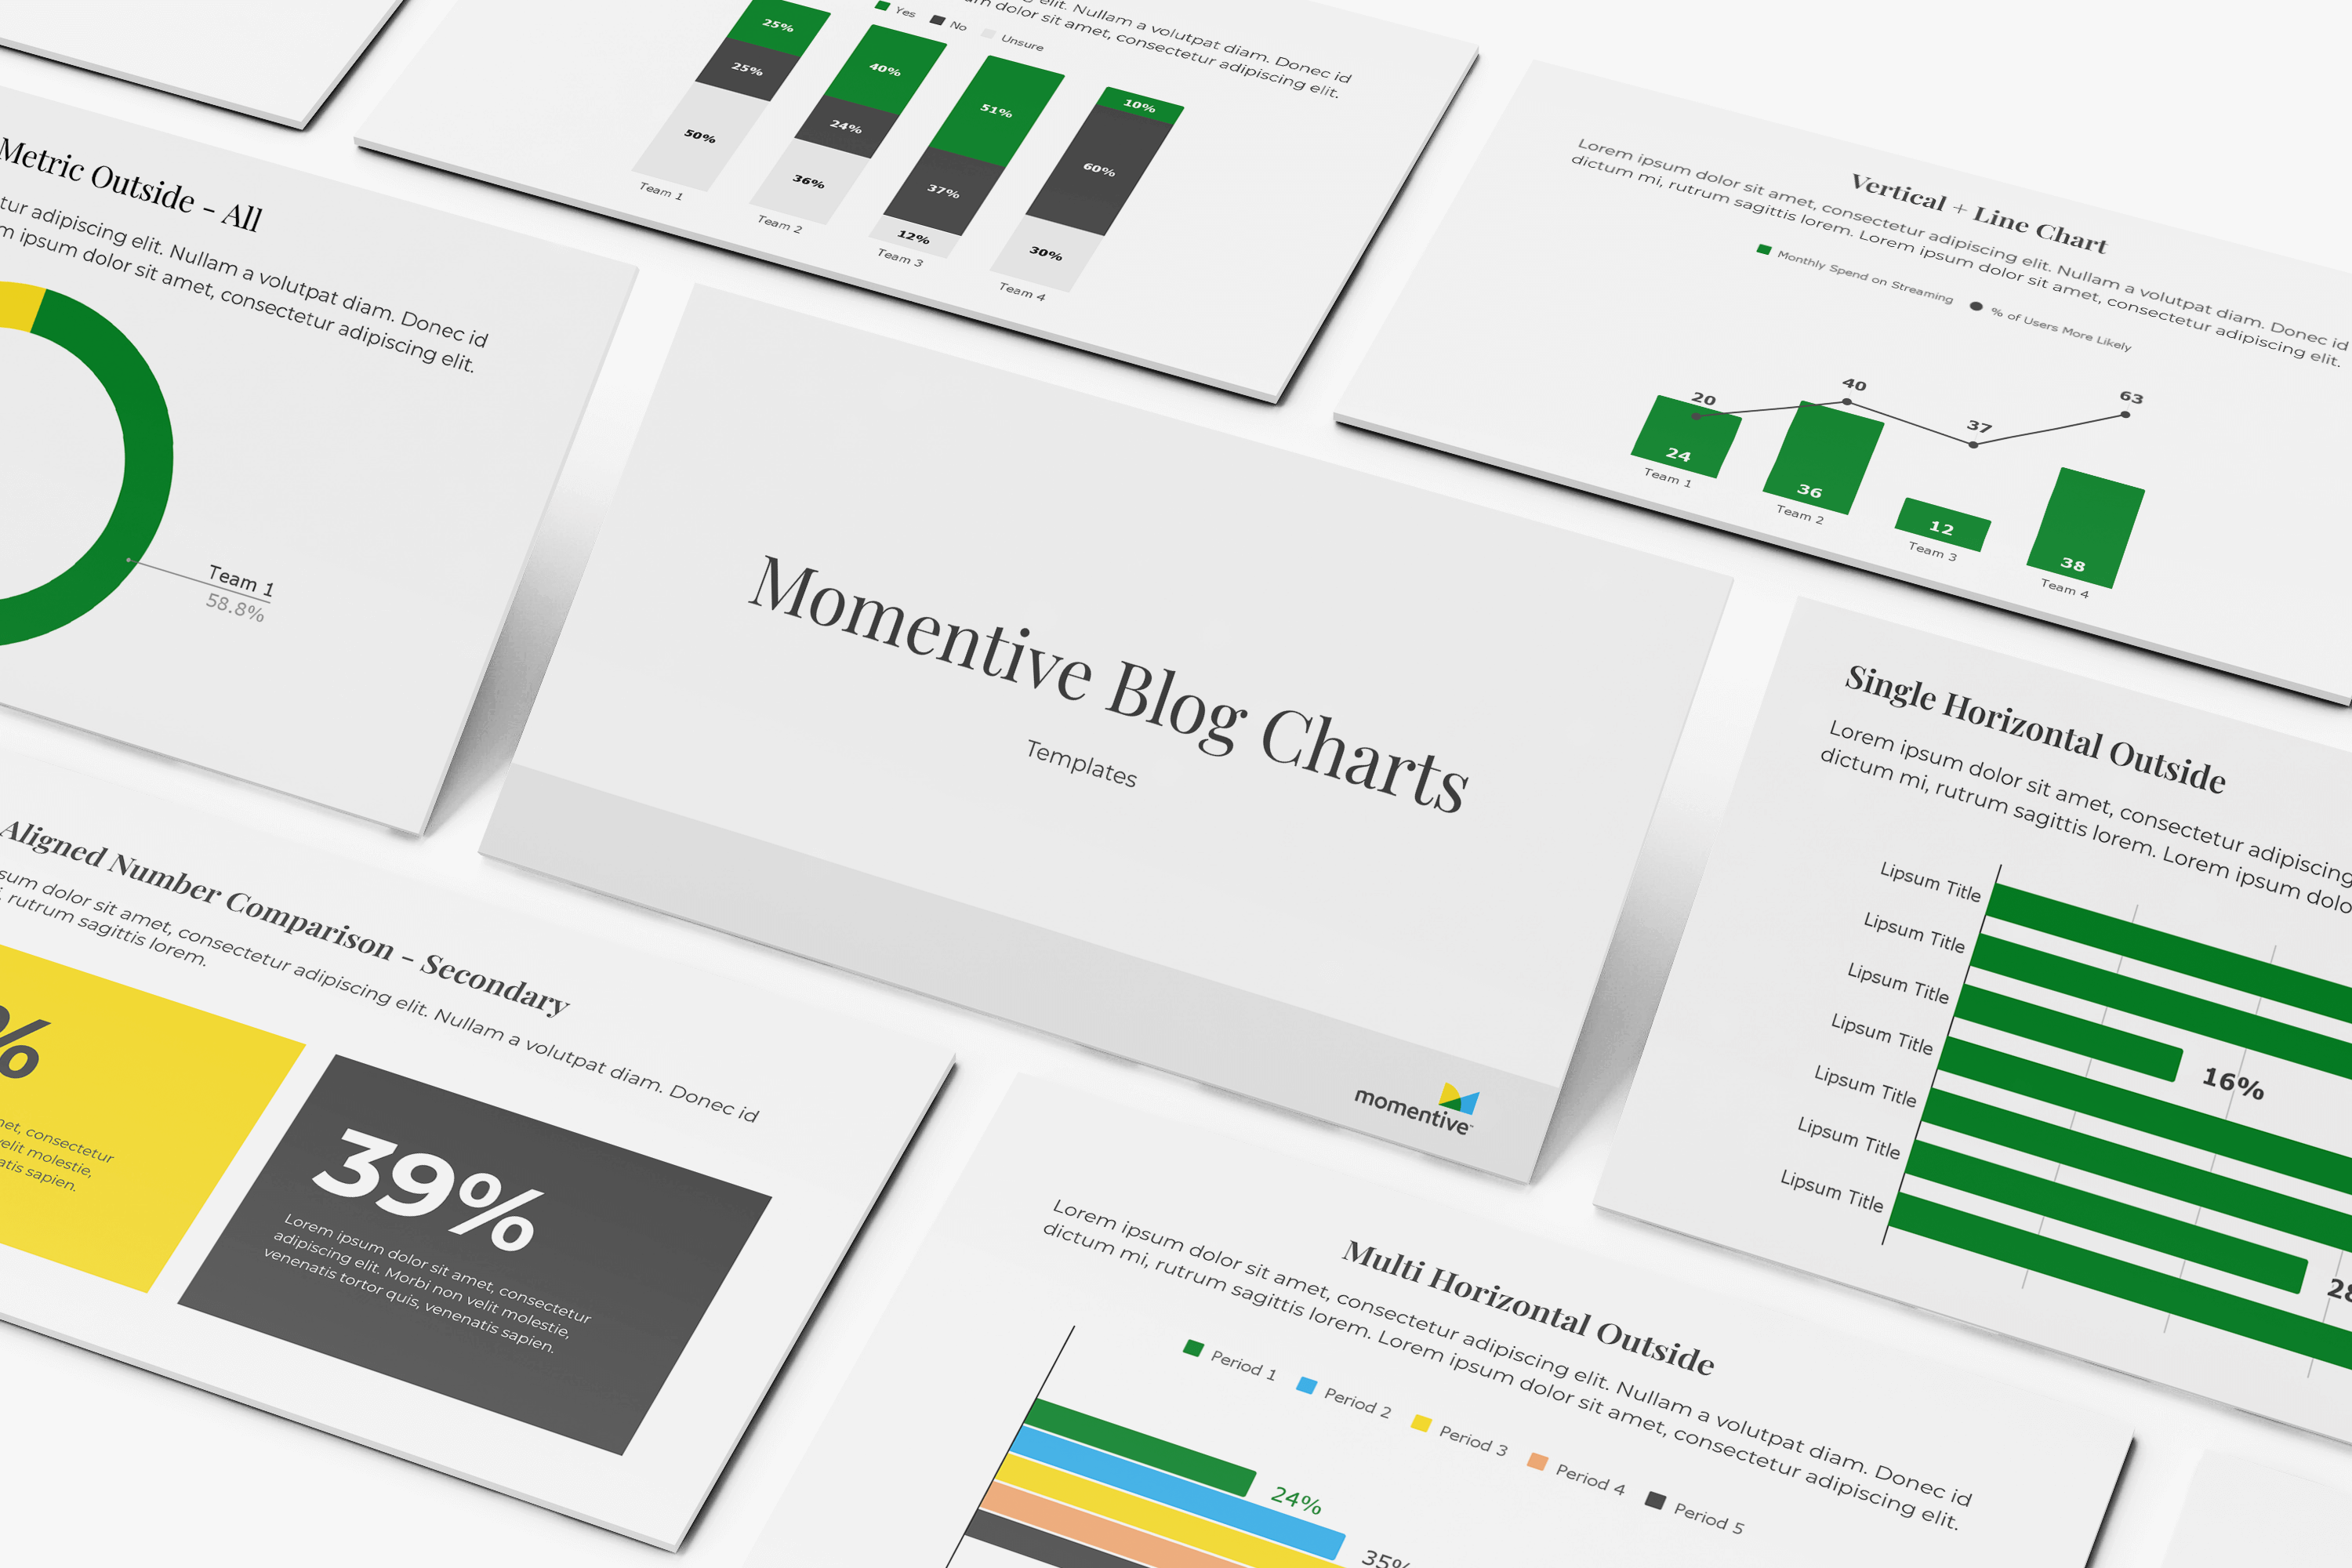 elit. Nullam a volutpat diam. Donec id
dolor sit amet, consectetur adipiscing elit.
Yes
No
Unsure
25%
25%
50%
Team 1
40%
24%
36%
Team 2
51%
37%
12%
Team 3
10%
60%
30%
Team 4
Vertical + Line Chart
Lorem ipsum dolor sit amet, consectetur adipiscing elit. Nullam a volutpat diam. Donec id
dictum mi, rutrum sagittis lorem. Lorem ipsum dolor sit amet, consectetur adipiscing elit.
Monthly Spend on Streaming
% of Users More Likely
20
40
37
63
24
36
12
38
Team 1
Team 2
Team 3
Team 4
Metric Outside - All
adipiscing elit. Nullam a volutpat diam. Donec id
ipsum dolor sit amet, consectetur adipiscing elit.
Team 1
58.8%
Momentive Blog Charts
Templates
momentive
Single Horizontal Outside
Lorem ipsum dolor sit amet, consectetur adipiscing
dictum mi, rutrum sagittis lorem. Lorem ipsum
Lipsum Title
Lipsum Title
Lipsum Title
16%
Lipsum Title
Lipsum Title
Lipsum Title
Lipsum Title
Aligned Number Comparison - Secondary
dolor sit amet, consectetur adipiscing elit. Nullam a volutpat diam. Donec id
rutrum sagittis lorem.
%
consectetur
velit molestie,
sapien.
39%
Lorem ipsum dolor sit amet, consectetur
adipiscing elit. Morbi non velit molestie,
venenatis tortor quis, venenatis sapien.
Multi Horizontal Outside
Lorem ipsum dolor sit amet, consectetur adipiscing elit. Nullam a volutpat diam. Donec id
dictum mi, rutrum sagittis lorem. Lorem ipsum dolor sit amet, consectetur adipiscing elit.
Period 1
Period 2
Period 3
Period 4
Period 5
24%
35%